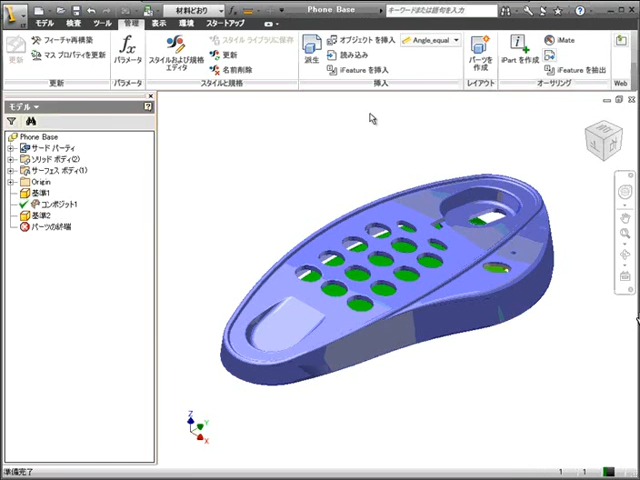 材料どおり
Phone Base
キーワードまたは語句を入力
LT
モデル 検査 ツール 管理 表示 環境 スタートアップ
更新
フィーチャ再構築
マス プロパティを更新
更新
パラメータ
パラメータ
スタイルおよび規格
エディタ
スタイル ライブラリに保存
更新
名前削除
スタイルと規格
派生
オブジェクトを挿入
読み込み
iFeature を挿入
Angle_equal
挿入
パーツを
作成
レイアウト
iPart を作成
iMate
iFeature を抽出
オーサリング
Web
モデル
Phone Base
サード パーティ
ソリッド ボディ(2)
サーフェス ボディ(1)
Origin
基準1
コンポジット1
基準2
パーツの終端
Z
Y
X
準備完了
1
1